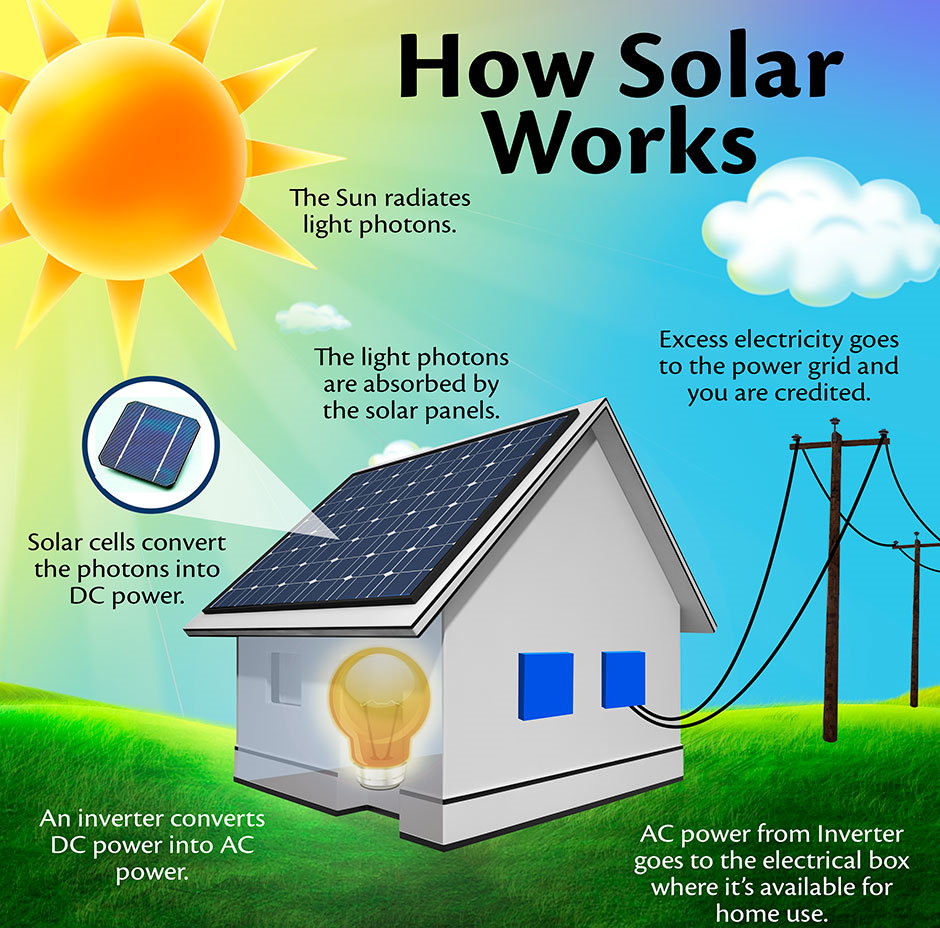 How Solar
Works
The Sun radiates
light photons.
The light photons
are absorbed by
the solar panels.
Excess electricity goes
to the power grid and
you are credited.
Solar cells convert
the photons into
DC power.
An inverter converts
DC power into AC
power.
AC power from Inverter
goes to the electrical box
where it’s available for
home use.